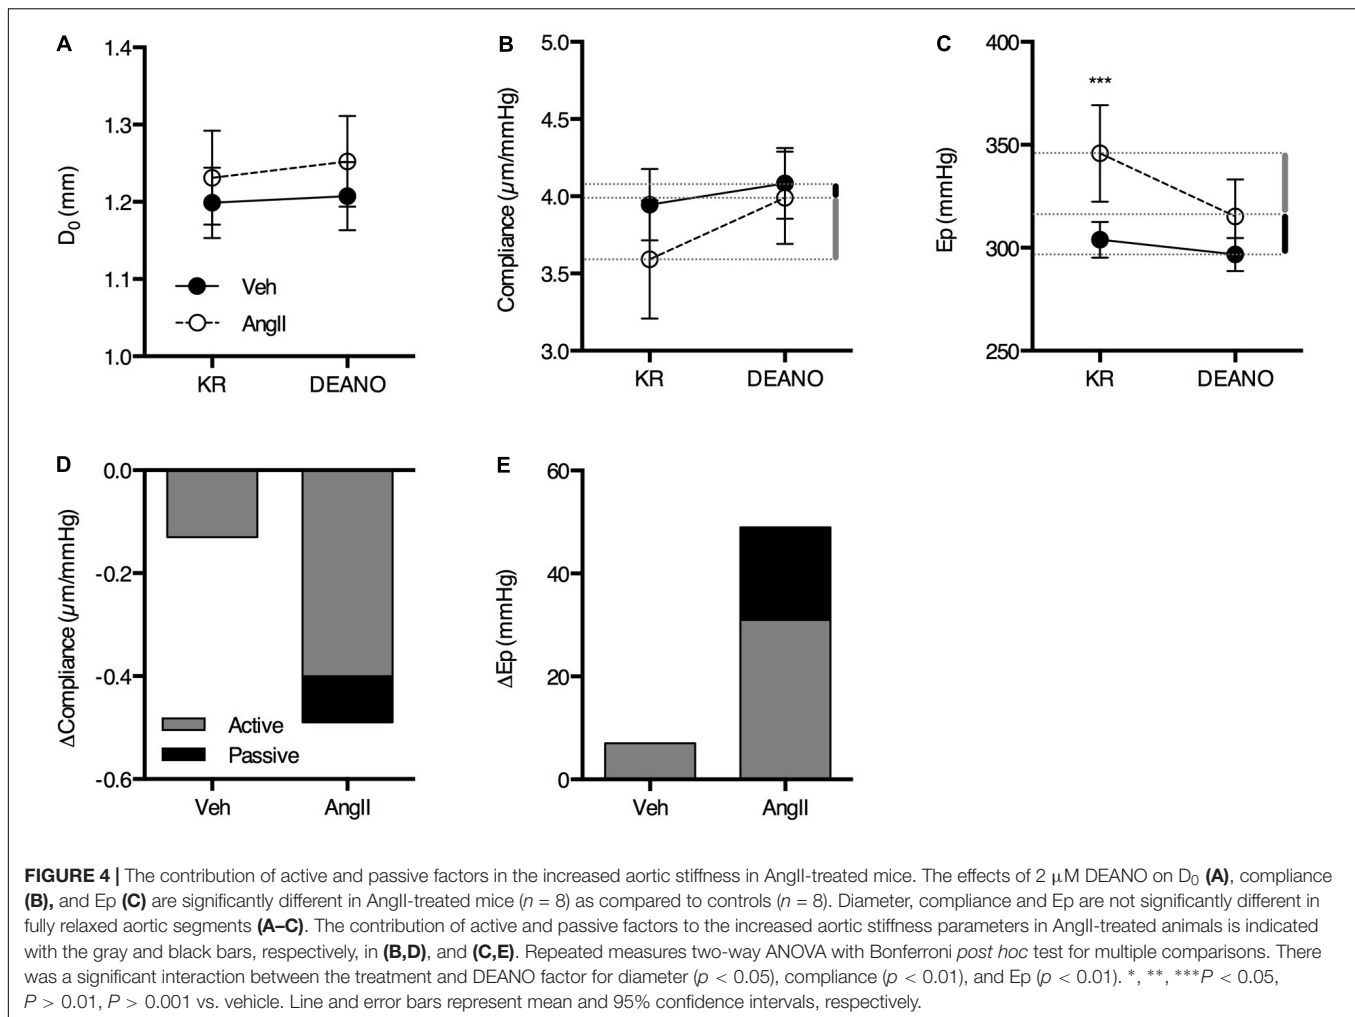 A
1.4
1.3
1.2
1.1
1.0
D0 (mm)
Veh
AngII
KR
DEANO
B
5.0
4.5
4.0
3.5
3.0
Compliance (µm/mmHg)
KR
DEANO
C
400
350
300
250
Ep (mmHg)
***
KR
DEANO
D
0.0
-0.2
-0.4
-0.6
ΔCompliance (µm/mmHg)
Active
Passive
Veh
AngII
E
60
40
20
0
ΔEp (mmHg)
Veh
AngII
FIGURE 4 | The contribution of active and passive factors in the increased aortic stiffness in AngII-treated mice. The effects of 2 μM DEANO on D0 (A), compliance
(B), and Ep (C) are significantly different in AngII-treated mice (n = 8) as compared to controls (n = 8). Diameter, compliance and Ep are not significantly different in
fully relaxed aortic segments (A–C). The contribution of active and passive factors to the increased aortic stiffness parameters in AngII-treated animals is indicated
with the gray and black bars, respectively, in (B,D), and (C,E). Repeated measures two-way ANOVA with Bonferroni post hoc test for multiple comparisons. There
was a significant interaction between the treatment and DEANO factor for diameter (p < 0.05), compliance (p < 0.01), and Ep (p < 0.01). *, **, ***P < 0.05,
P > 0.01, P > 0.001 vs. vehicle. Line and error bars represent mean and 95% confidence intervals, respectively.